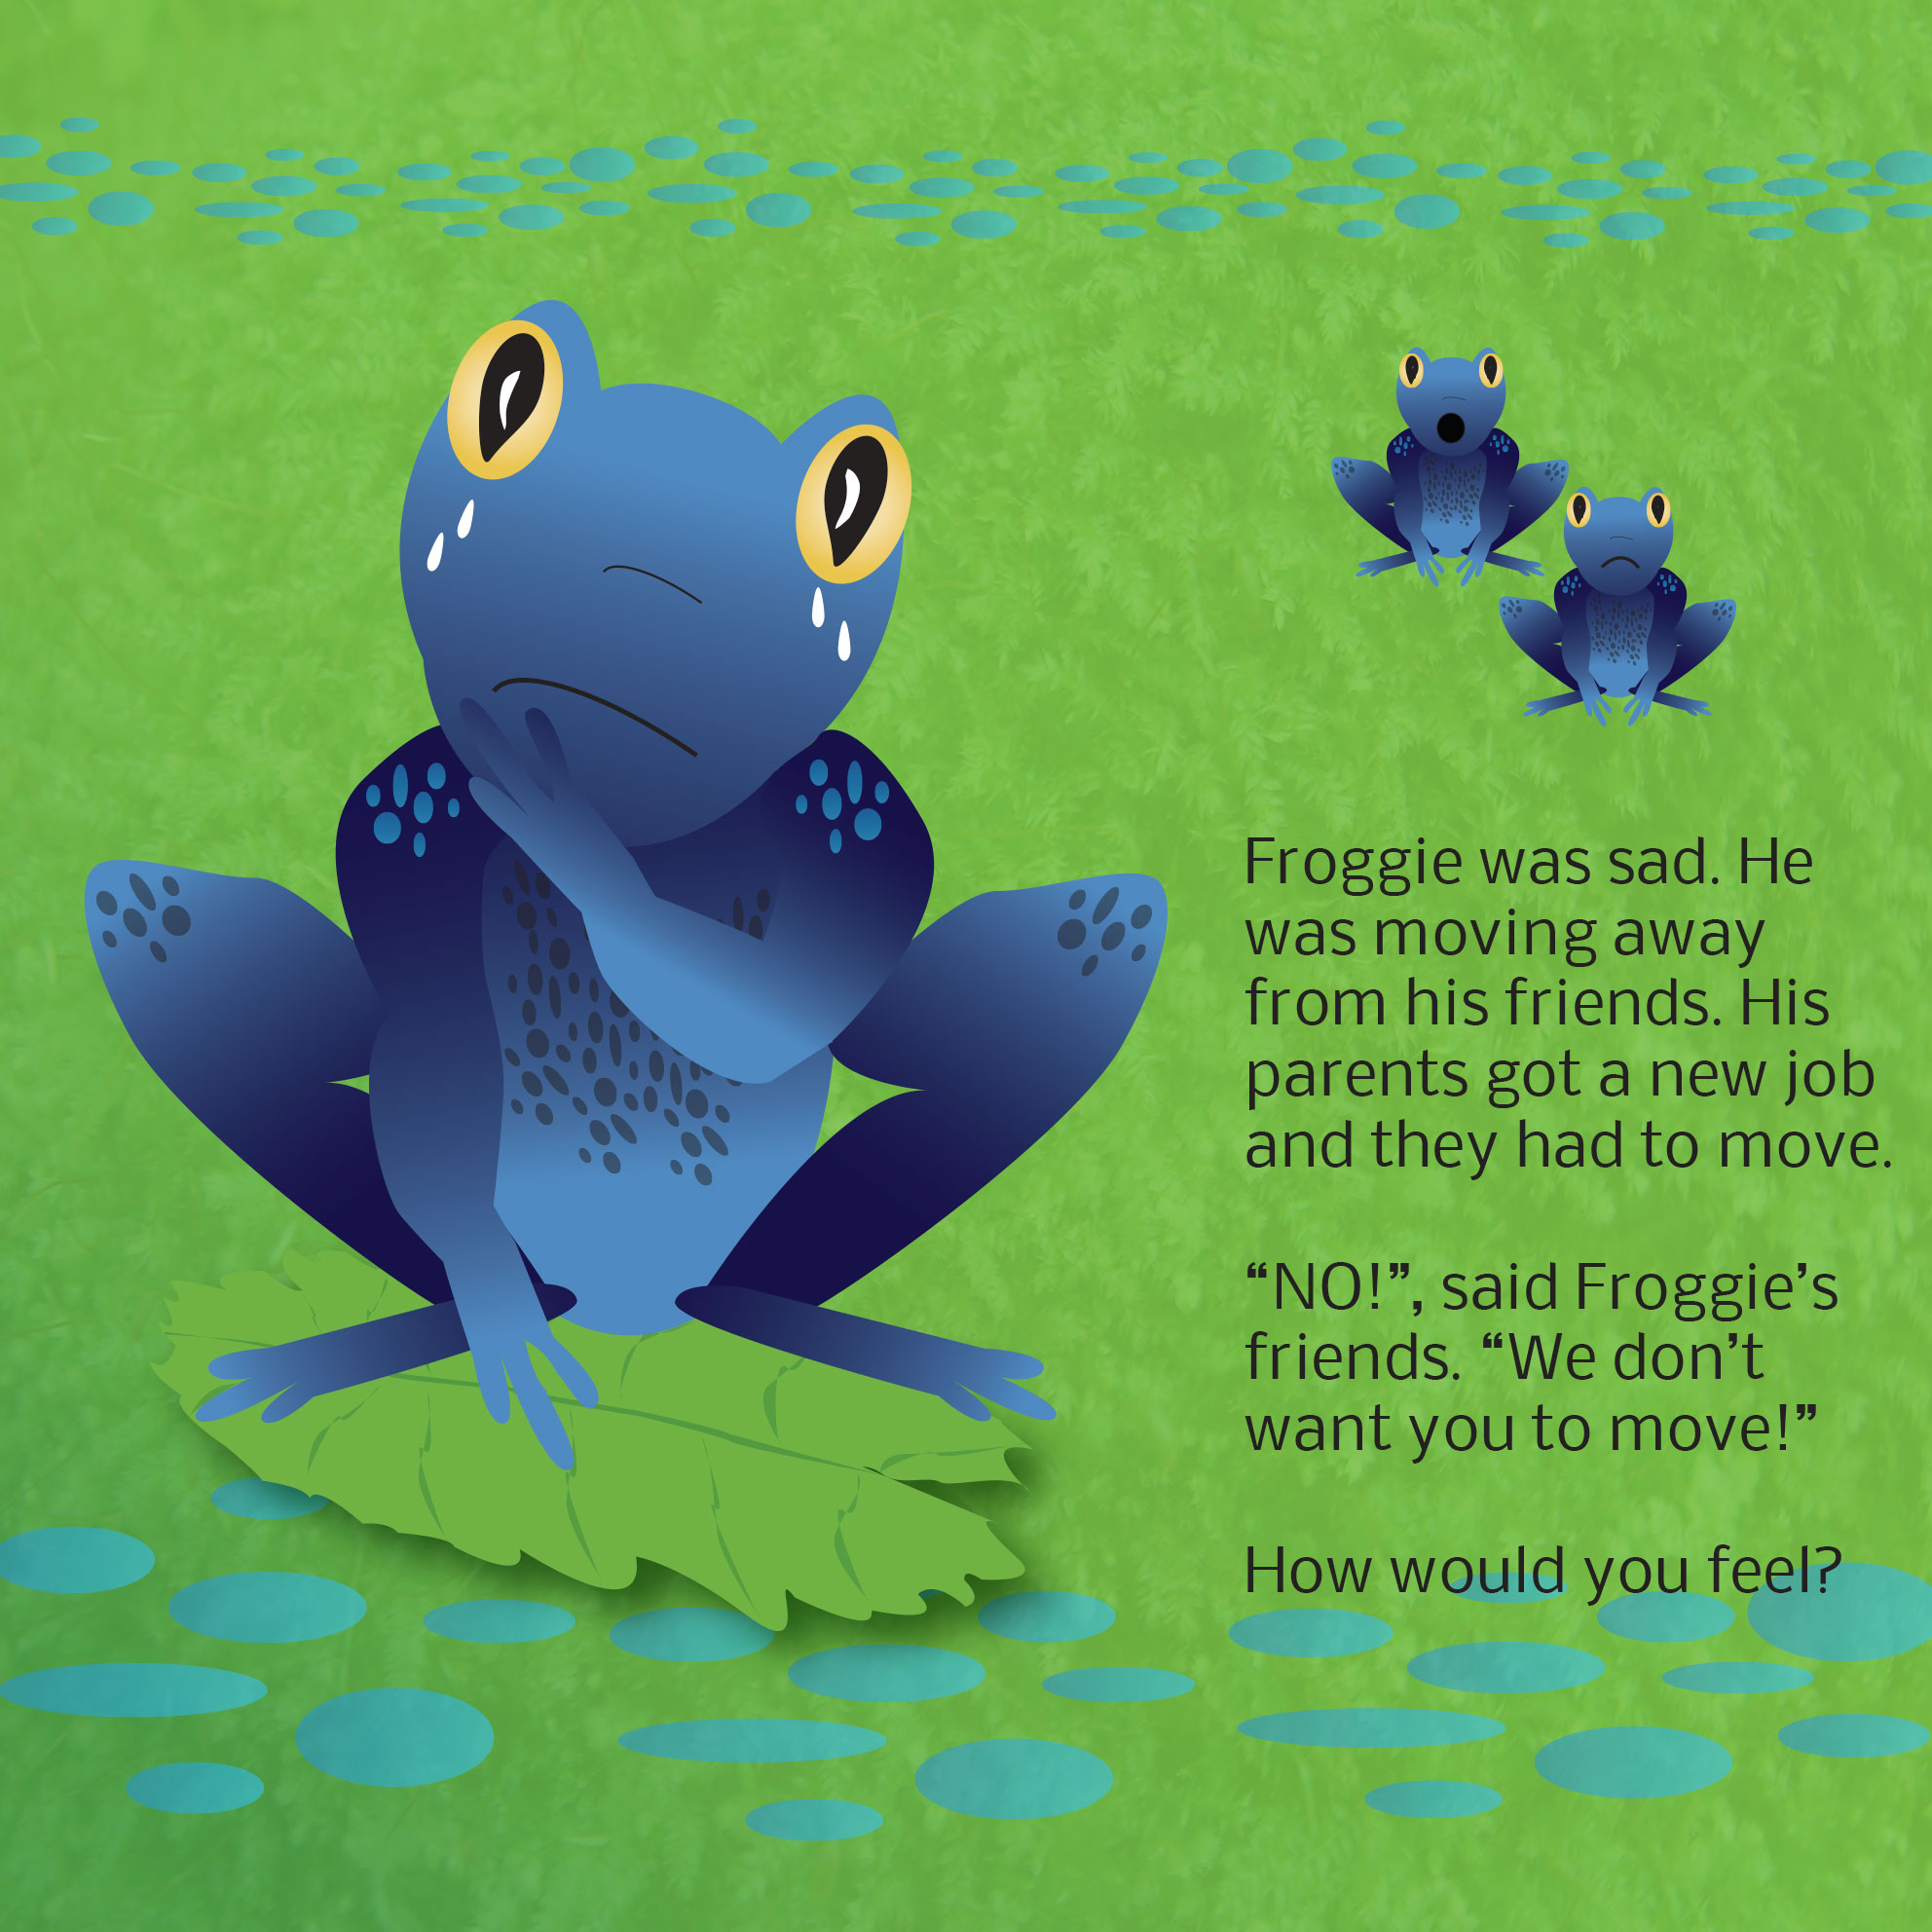 Froggie was sad. He
was moving away
from his friends. His
parents got a new job
and they had to move.
“NO!”, said Froggie’s
friends. “We don’t
want you to move!”
How would you feel?